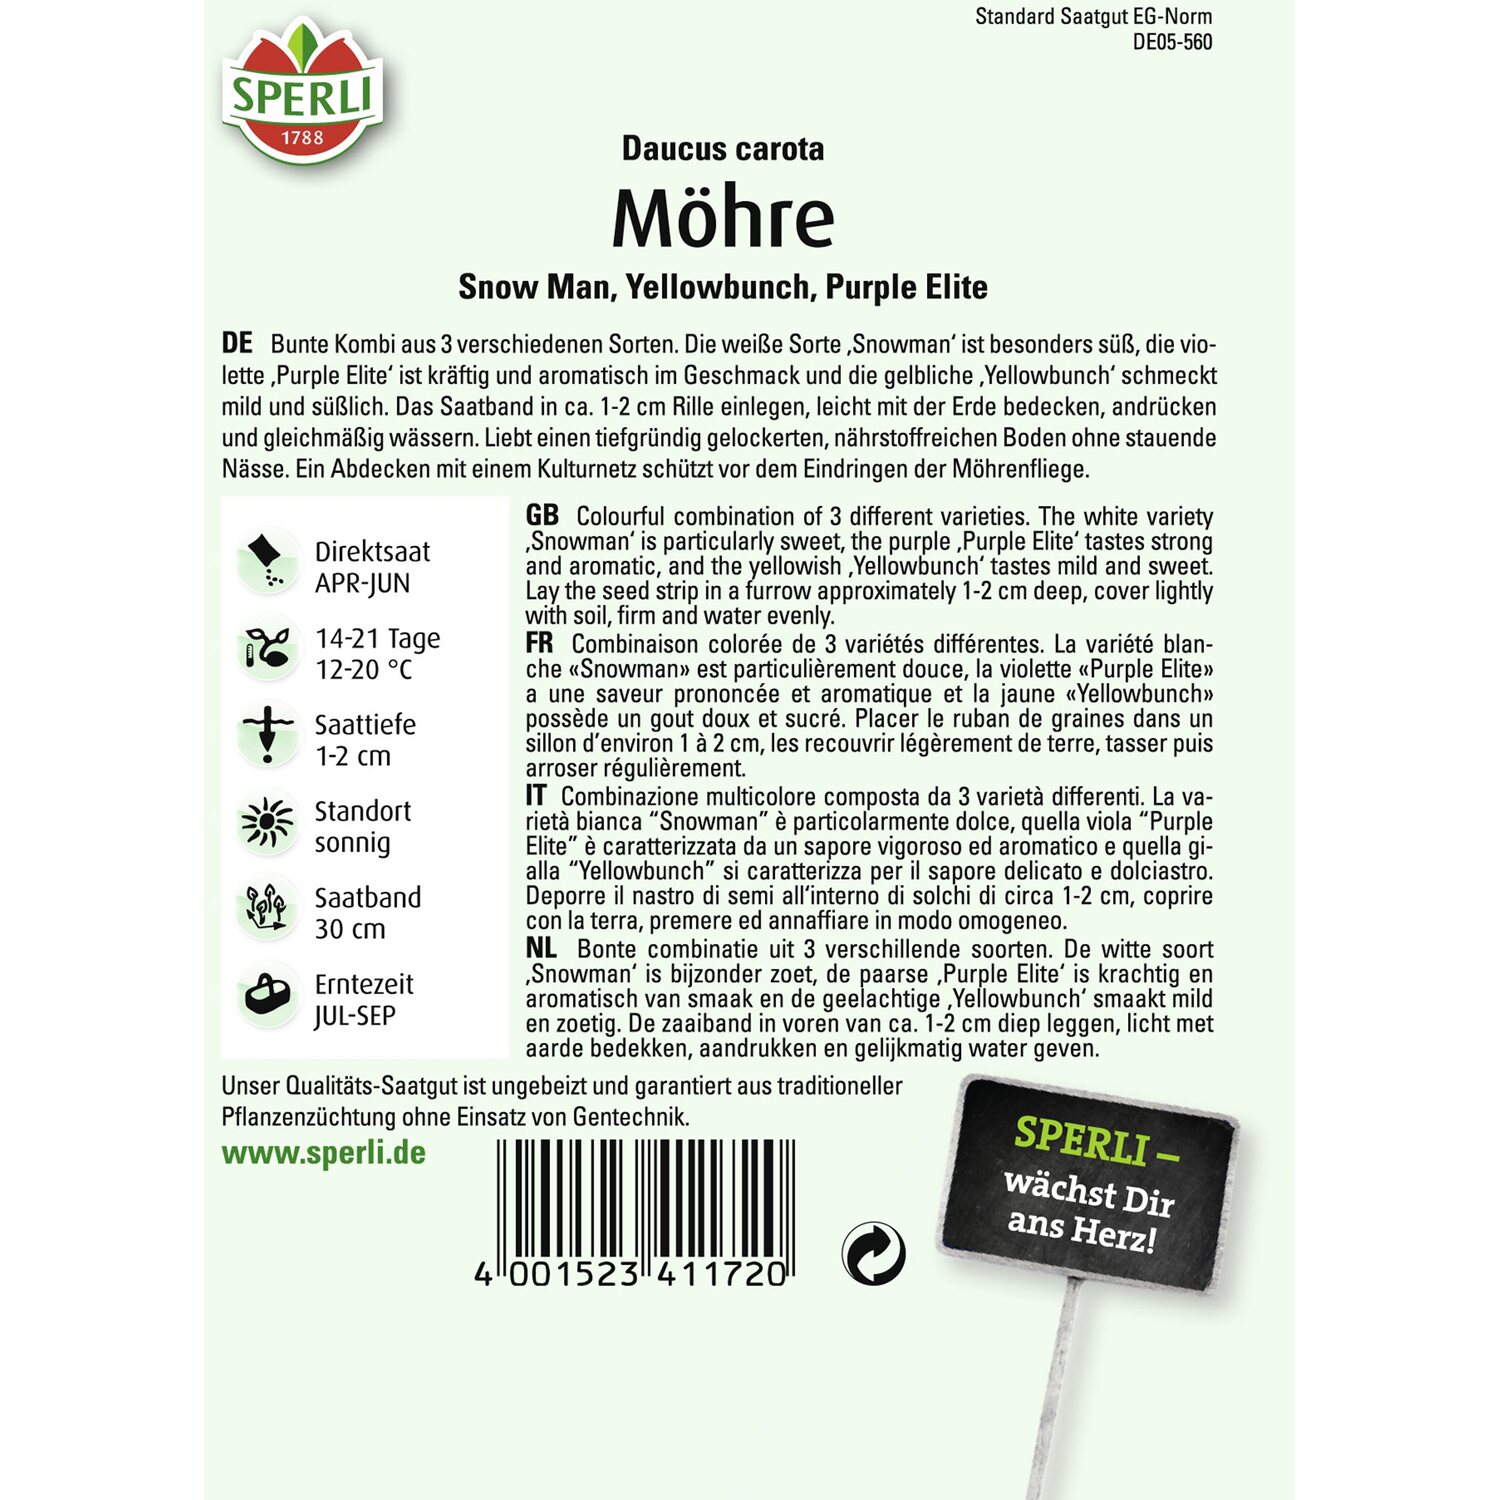 Standard Saatgut EG-Norm
DE05-560
SPERLI
1788
Daucus carota
Möhre
Snow Man, Yellowbunch, Purple Elite
DE Bunte Kombi aus 3 verschiedenen Sorten. Die weiße Sorte ‚Snowman‘ ist besonders süß, die vio-
lette ‚Purple Elite‘ ist kräftig und aromatisch im Geschmack und die gelbliche ‚Yellowbunch‘ schmeckt
mild und süßlich. Das Saatband in ca. 1-2 cm Rille einlegen, leicht mit der Erde bedecken, andrücken
und gleichmäßig wässern. Liebt einen tiefgründig gelockerten, nährstoffreichen Boden ohne stauende
Nässe. Ein Abdecken mit einem Kulturnetz schützt vor dem Eindringen der Möhrenfliege.
Direktsaat
APR-JUN
14-21 Tage
12-20 °C
Saattiefe
1-2 cm
Standort
sonnig
Saatband
30 cm
Erntezeit
JUL-SEP
GB Colourful combination of 3 different varieties. The white variety
‚Snowman‘ is particularly sweet, the purple ‚Purple Elite‘ tastes strong
and aromatic, and the yellowish ‚Yellowbunch‘ tastes mild and sweet.
Lay the seed strip in a furrow approximately 1-2 cm deep, cover lightly
with soil, firm and water evenly.
FR Combinaison colorée de 3 variétés différentes. La variété blan-
che «Snowman» est particulièrement douce, la violette «Purple Elite»
a une saveur prononcée et aromatique et la jaune «Yellowbunch»
possède un gout doux et sucré. Placer le ruban de graines dans un
sillon d’environ 1 à 2 cm, les recouvrir légèrement de terre, tasser puis
arroser régulièrement.
IT Combinazione multicolore composta da 3 varietà differenti. La va-
rietà bianca “Snowman” è particolarmente dolce, quella viola “Purple
Elite” è caratterizzata da un sapore vigoroso ed aromatico e quella gi-
alla “Yellowbunch” si caratterizza per il sapore delicato e dolciastro.
Deporre il nastro di semi all‘interno di solchi di circa 1-2 cm, coprire
con la terra, premere ed annaffiare in modo omogeneo.
NL Bonte combinatie uit 3 verschillende soorten. De witte soort
‚Snowman‘ is bijzonder zoet, de paarse ‚Purple Elite‘ is krachtig en
aromatisch van smaak en de geelachtige ‚Yellowbunch‘ smaakt mild
en zoetig. De zaaiband in voren van ca. 1-2 cm diep leggen, licht met
aarde bedekken, aandrukken en gelijkmatig water geven.
Unser Qualitäts-Saatgut ist ungebeizt und garantiert aus traditioneller
Pflanzenzüchtung ohne Einsatz von Gentechnik.
www.sperli.de
4 001523 411720
SPERLI –
wächst Dir
ans Herz!